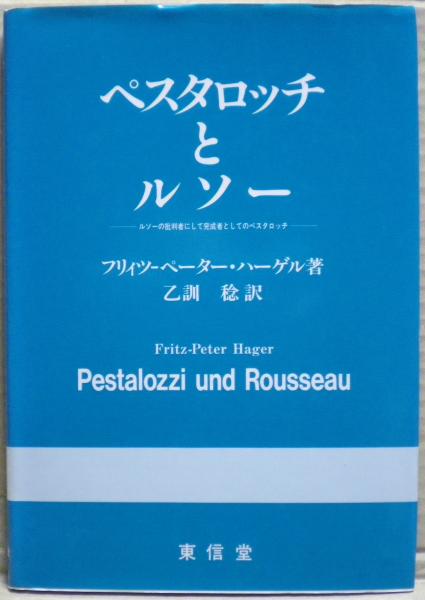 ペスタロッチ
と
ルソー
ルソーの批判者にして完成者としてのペスタロッチ
フリィツ-ペーター・ハーゲル著
乙訓 稔訳
Fritz-Peter Hager
Pestalozzi und Rousseau
東信堂